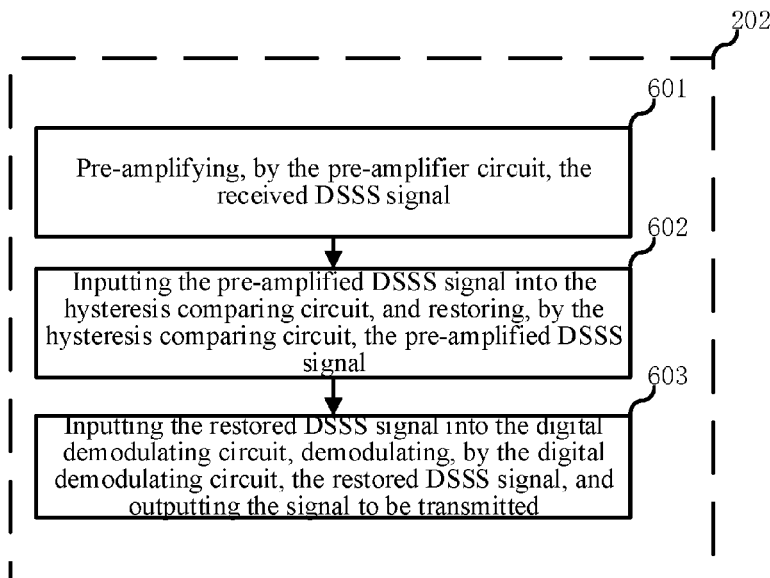 202
601
Pre-amplifying, by the pre-amplifier circuit, the
received DSSS signal
602
Inputting the pre-amplified DSSS signal into the
hysteresis comparing circuit, and restoring, by the
hysteresis comparing circuit, the pre-amplified DSSS
signal
603
Inputting the restored DSSS signal into the digital
demodulating circuit, demodulating, by the digital
demodulating circuit, the restored DSSS signal, and
outputting the signal to be transmitted